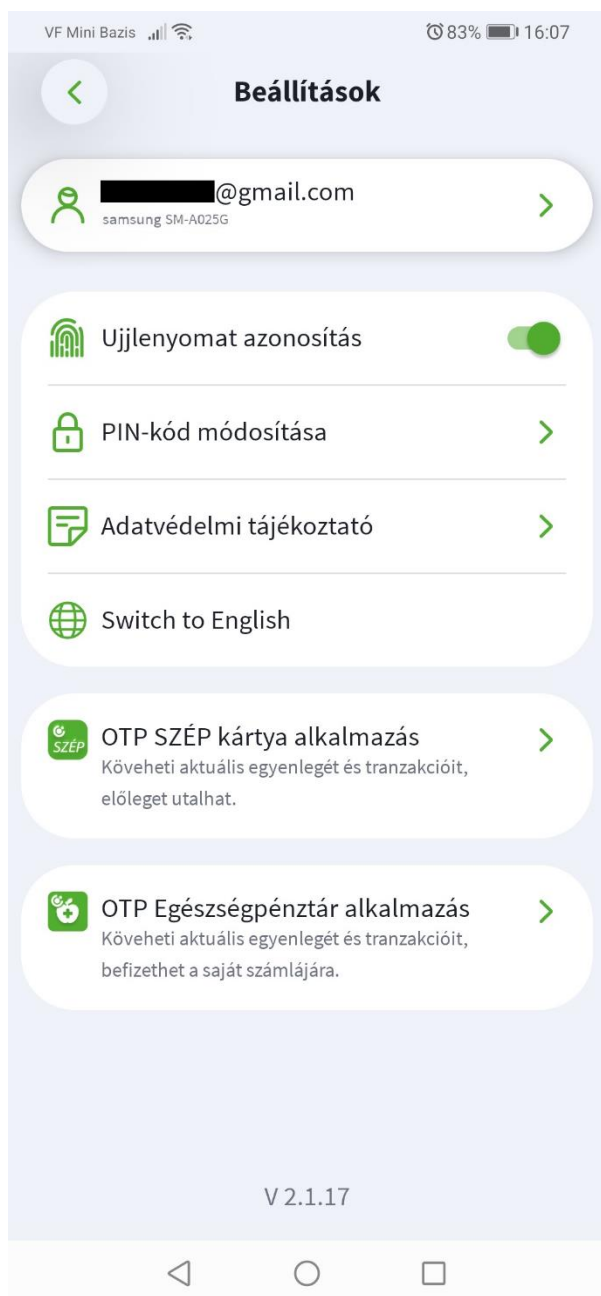 VF Mini Bazis 83% 16:07
Beállítások
@gmail.com
samsung SM-A025G
Ujjlenyomat azonosítás
PIN-kód módosítása
Adatvédelmi tájékoztató
Switch to English
SZÉP
OTP SZÉP kártya alkalmazás
Követheti aktuális egyenlegét és tranzakcióit,
előleget utalhat.
OTP Egészségpénztár alkalmazás
Követheti aktuális egyenlegét és tranzakcióit,
befizethet a saját számlájára.
V 2.1.17